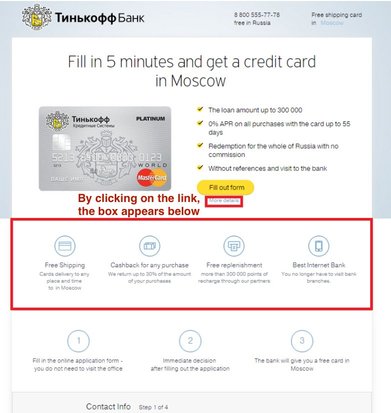 Тинькофф Банк
8 800 555-77-78
free in Russia
Free shipping card
in Moscow
Fill in 5 minutes and get a credit card
in Moscow
Тинькофф
Кредитные Системы
PLATINUM
WORLD
MasterCard
The loan amount up to 300 000
0% APR on all purchases with the card up to 55
days
Redemption for the whole of Russia with no
commission
Without references and visit to the bank
Fill out form
More details
By clicking on the link,
the box appears below
Free Shipping
Cards delivery to any
place and time
to in Moscow
Cashback for any purchase
We return up to 30% of the amount
of your purchases
Free replenishment
more than 300 000 points of
recharge through our partners
Best Internet Bank
You no longer have to visit bank
branches.
1
Fill in the online application form -
you do not need to visit the office
2
Immediate decision
after filling out the application
3
The bank will give you a free card in
Moscow
Contact Info Step 1 of 4